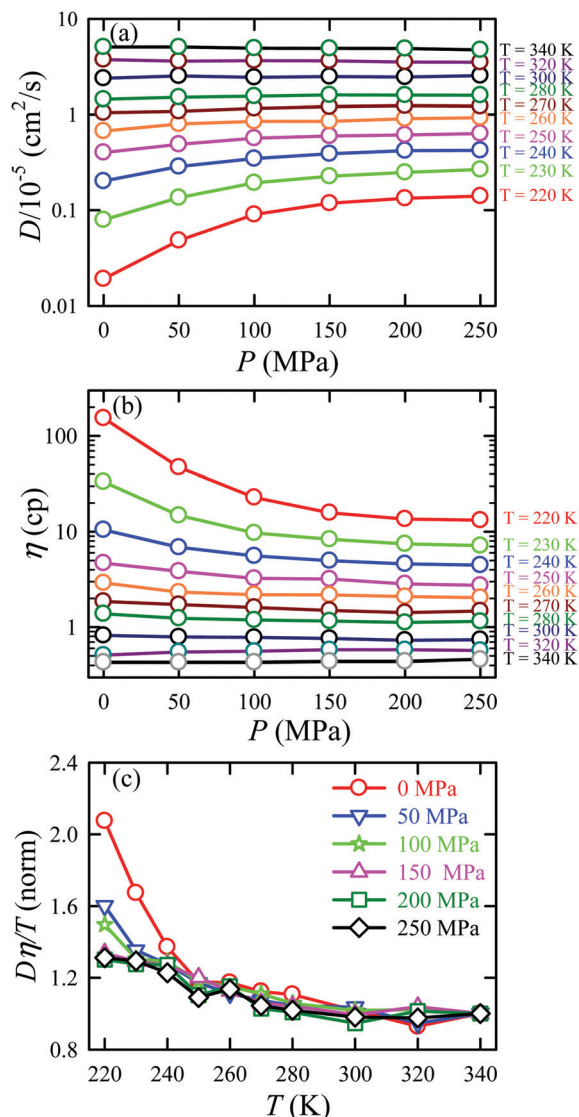 (a)
D/10⁻⁵ (cm²/s)
10
1
0.1
0.01
T = 340 K
T = 320 K
T = 300 K
T = 280 K
T = 270 K
T = 260 K
T = 250 K
T = 240 K
T = 230 K
T = 220 K
0 50 100 150 200 250
P (MPa)
(b)
η (cp)
100
10
1
T = 220 K
T = 230 K
T = 240 K
T = 250 K
T = 260 K
T = 270 K
T = 280 K
T = 300 K
T = 320 K
T = 340 K
0 50 100 150 200 250
P (MPa)
(c)
Dη/T (norm)
2.4
2.0
1.6
1.2
0.8
0 MPa
50 MPa
100 MPa
150 MPa
200 MPa
250 MPa
220 240 260 280 300 320 340
T (K)